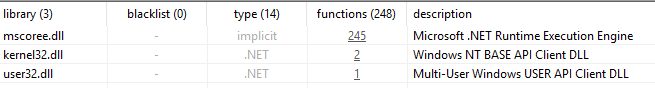 library (3) blacklist (0) type (14) functions (248) description
mscoree.dll - implicit 245 Microsoft .NET Runtime Execution Engine
kernel32.dll - .NET 2 Windows NT BASE API Client DLL
user32.dll - .NET 1 Multi-User Windows USER API Client DLL